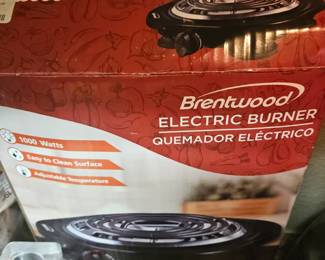 Brentwood
ELECTRIC BURNER
QUEMADOR ELÉCTRICO
1000 Watts
Easy to Clean Surface
Adjustable Temperature